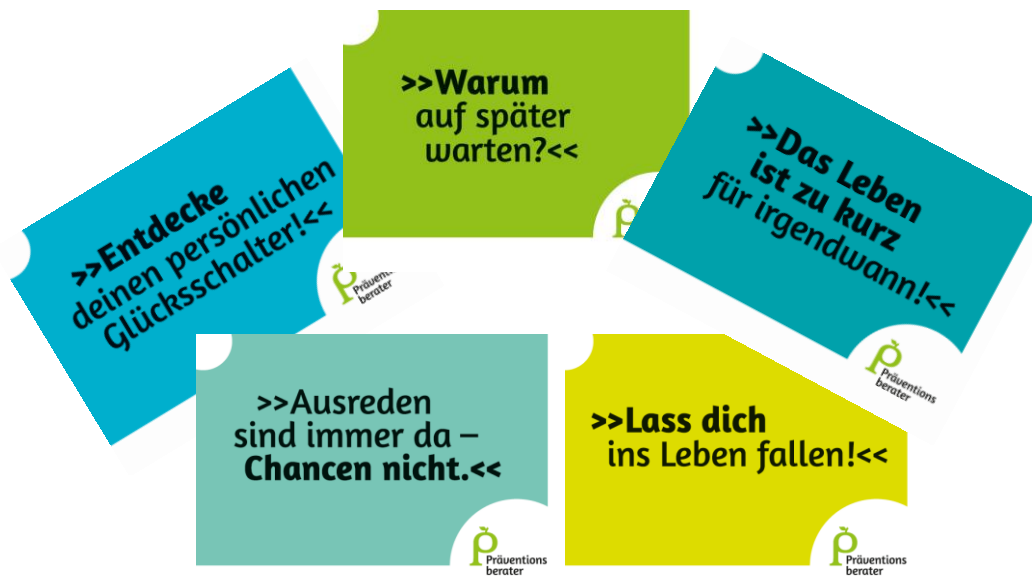 >>Entdecke
deinen persönlichen
Glücksschalter!<<
Präventi
berater
>>Warum
auf später
warten?<<
>>Das Leben
ist zu kurz
für irgendwann!<<
Präventions
berater
>>Ausreden
sind immer da –
Chancen nicht.<<
Präventions
berater
>>Lass dich
ins Leben fallen!<<
Präventions
berater